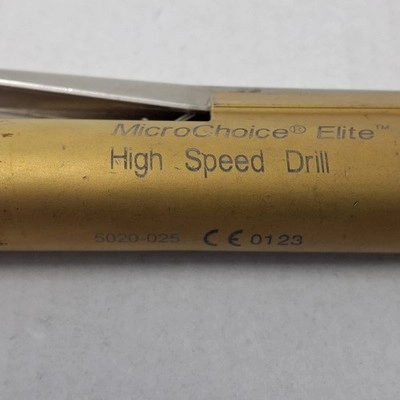 MicroChoice® Elite™
High Speed Drill
5020-025 CE 0123